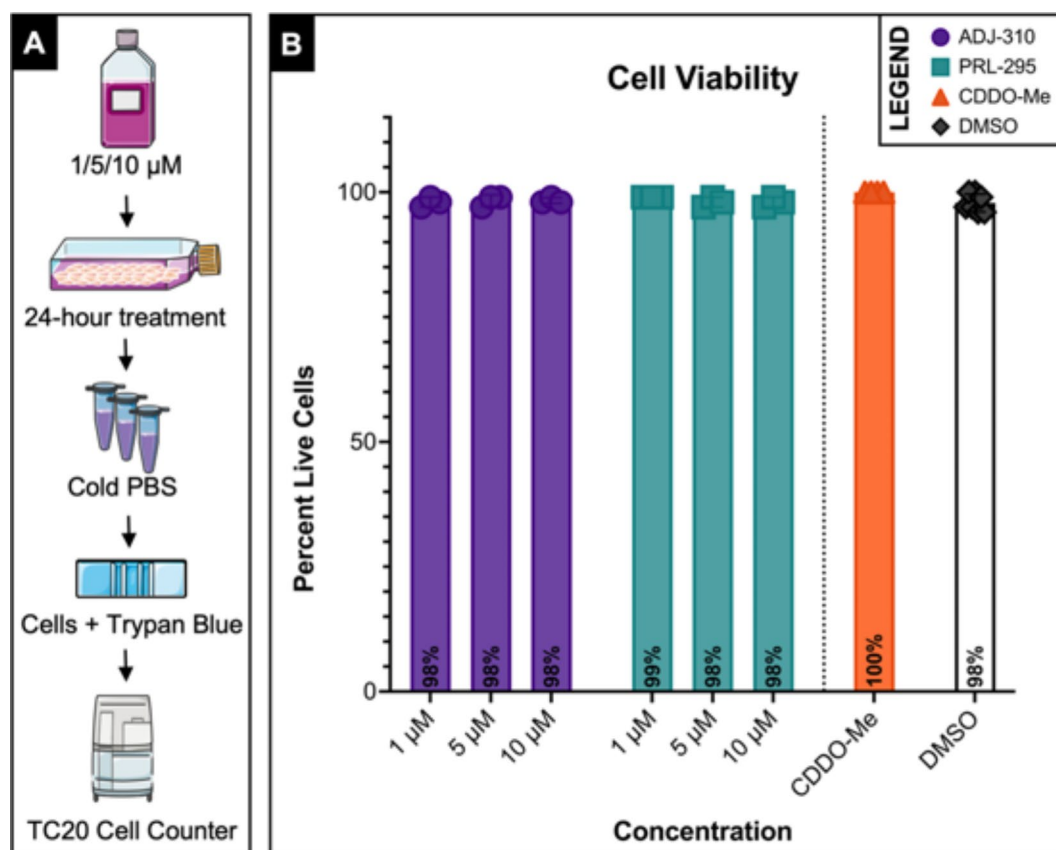 A
1/5/10 µM
24-hour treatment
Cold PBS
Cells + Trypan Blue
TC20 Cell Counter
B
Cell Viability
LEGEND
ADJ-310
PRL-295
CDDO-Me
DMSO
Percent Live Cells
100
50
0
98%
98%
98%
99%
98%
98%
100%
98%
1 µM
5 µM
10 µM
1 µM
5 µM
10 µM
CDDO-Me
DMSO
Concentration